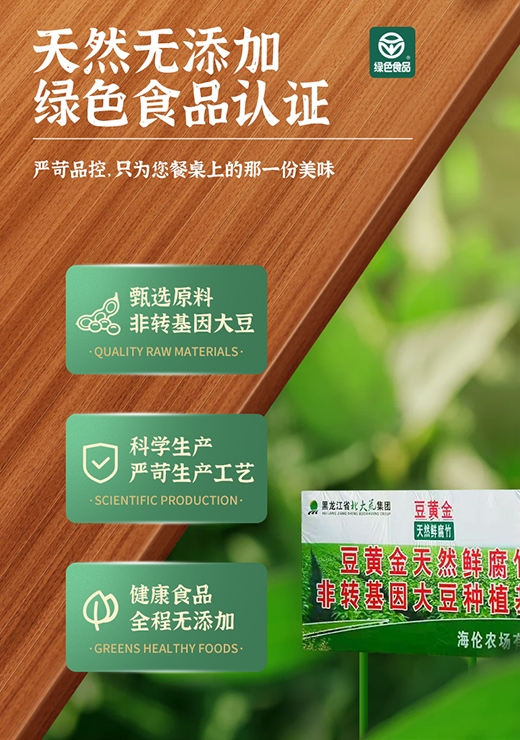 天然无添加
绿色食品认证
绿色食品
严苛品控,只为您餐桌上的那一份美味
甄选原料
非转基因大豆
·QUALITY RAW MATERIALS·
科学生产
严苛生产工艺
·SCIENTIFIC PRODUCTION·
健康食品
全程无添加
·GREENS HEALTHY FOODS·
黑龙江省北大荒集团
豆黄金
天然鲜腐竹
豆黄金天然鲜腐竹
非转基因大豆种植
海伦农场